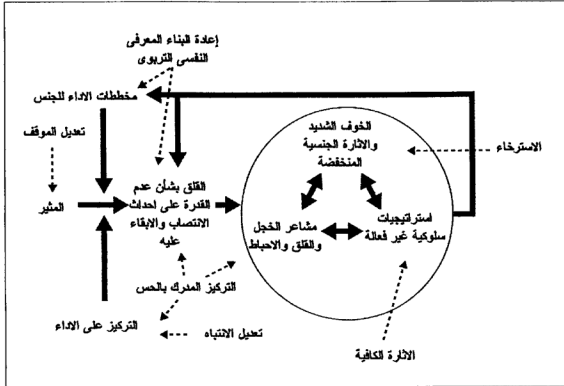 إعادة البناء المعرفى
النفسى التربوى
مخططات الاداء للجنس
الخوف الشديد
والاثارة الجنسية
المنخفضة
تعديل الموقف
الاسترخاء
القلق بشأن عدم
القدرة على احداث
الانتصاب والابقاء
عليه
المثير
استراتيجيات
سلوكية غير فعالة
مشاعر الخجل
والقلق والاحباط
التركيز المدرك بالحس
التركيز على الاداء
تعديل الانتباه
الاثارة الكافية